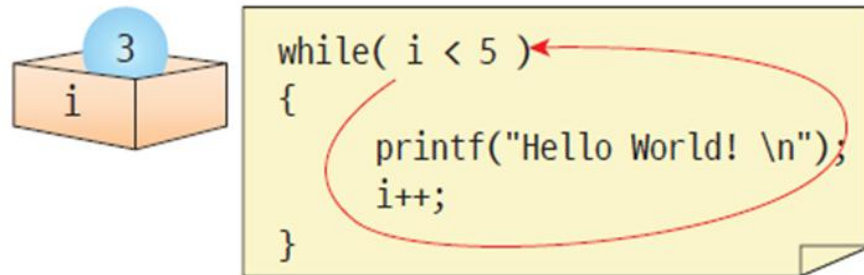 3
i
while( i < 5 )
{
printf("Hello World! \n");
i++;
}